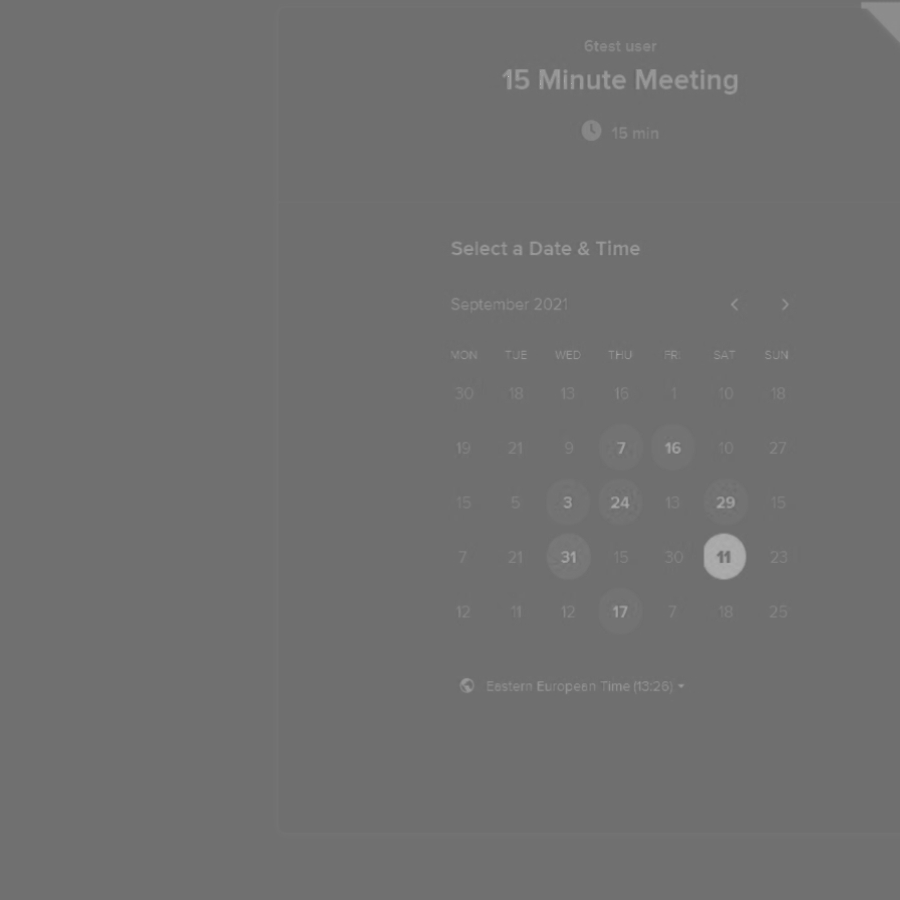 6test user
15 Minute Meeting
15 min
Select a Date & Time
September 2021
MON TUE WED THU FRI SAT SUN
30 18 13 15 1 10 18
19 21 9 7 16 10 27
15 5 3 24 13 29 15
7 21 31 15 30 11 23
12 11 12 17 7 18 25
Eestern Europeen Time (13:26)